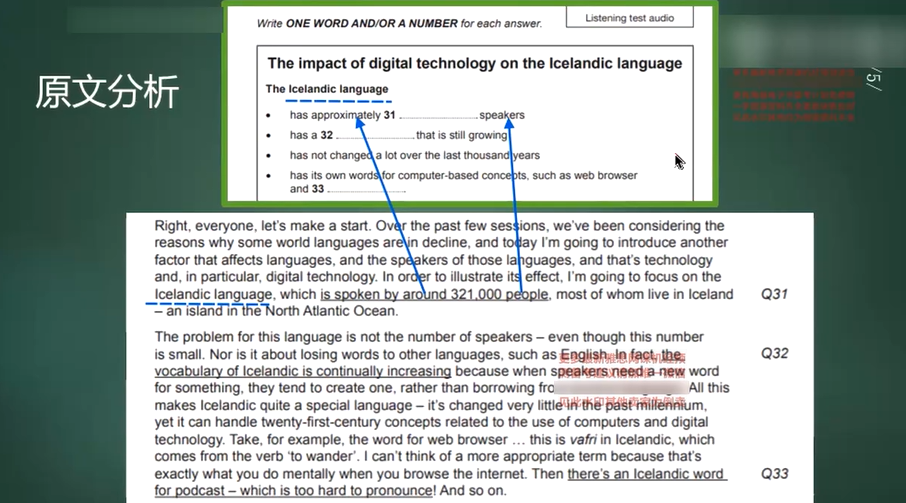 Write ONE WORD AND/OR A NUMBER for each answer.
Listening test audio
原文分析
/5/
The impact of digital technology on the Icelandic language
The Icelandic language
• has approximately 31 ........................ speakers
• has a 32 ........................ that is still growing
• has not changed a lot over the last thousand years
• has its own words for computer-based concepts, such as web browser
and 33 ........................
Right, everyone, let's make a start. Over the past few sessions, we've been considering the
reasons why some world languages are in decline, and today I'm going to introduce another
factor that affects languages, and the speakers of those languages, and that's technology
and, in particular, digital technology. In order to illustrate its effect, I'm going to focus on the
Icelandic language, which is spoken by around 321,000 people, most of whom live in Iceland Q31
– an island in the North Atlantic Ocean.
The problem for this language is not the number of speakers – even though this number
is small. Nor is it about losing words to other languages, such as English. In fact, the Q32
vocabulary of Icelandic is continually increasing because when speakers need a new word
for something, they tend to create one, rather than borrowing All this
makes Icelandic quite a special language – it's changed very little in the past millennium,
yet it can handle twenty-first-century concepts related to the use of computers and digital
technology. Take, for example, the word for web browser … this is vafri in Icelandic, which
comes from the verb 'to wander'. I can't think of a more appropriate term because that's
exactly what you do mentally when you browse the internet. Then there's an Icelandic word Q33
for podcast – which is too hard to pronounce! And so on.